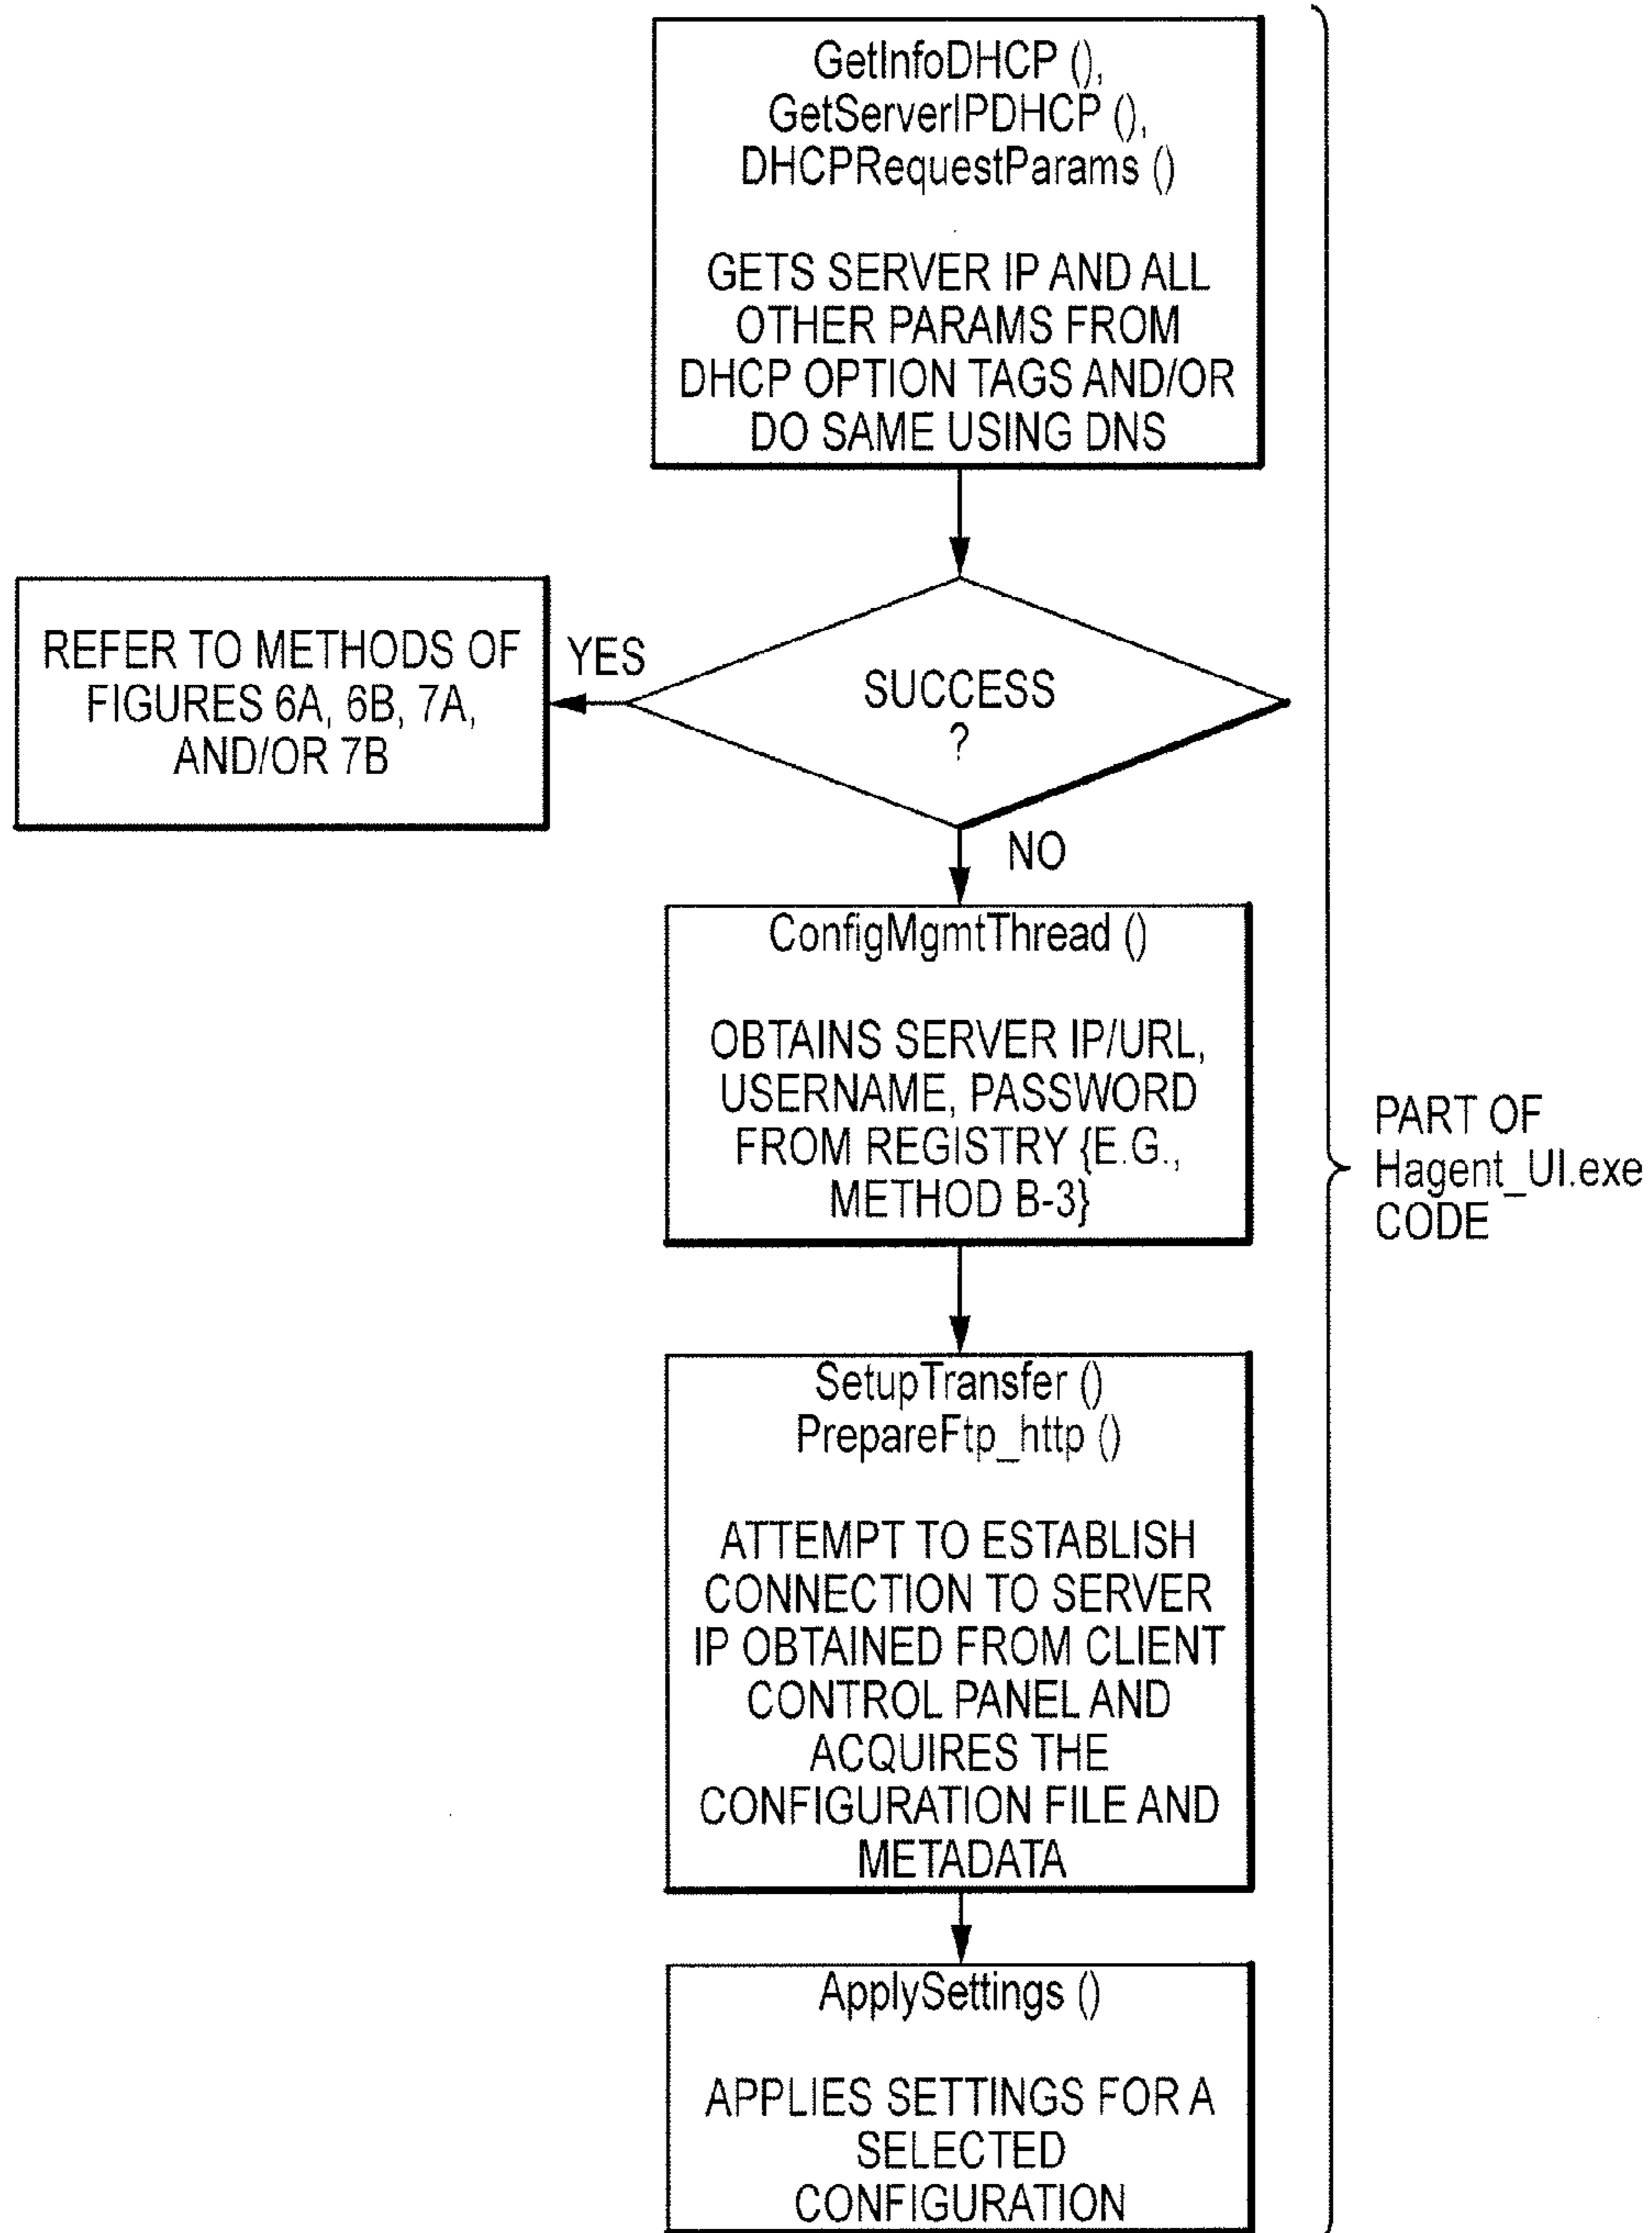 GetInfoDHCP (),
GetServerIPDHCP (),
DHCPRequestParams ()
GETS SERVER IP AND ALL
OTHER PARAMS FROM
DHCP OPTION TAGS AND/OR
DO SAME USING DNS
REFER TO METHODS OF
FIGURES 6A, 6B, 7A,
AND/OR 7B
YES
SUCCESS
?
NO
ConfigMgmtThread ()
OBTAINS SERVER IP/URL,
USERNAME, PASSWORD
FROM REGISTRY {E.G.,
METHOD B-3}
PART OF
Hagent_UI.exe
CODE
SetupTransfer ()
PrepareFtp_http ()
ATTEMPT TO ESTABLISH
CONNECTION TO SERVER
IP OBTAINED FROM CLIENT
CONTROL PANEL AND
ACQUIRES THE
CONFIGURATION FILE AND
METADATA
ApplySettings ()
APPLIES SETTINGS FOR A
SELECTED
CONFIGURATION